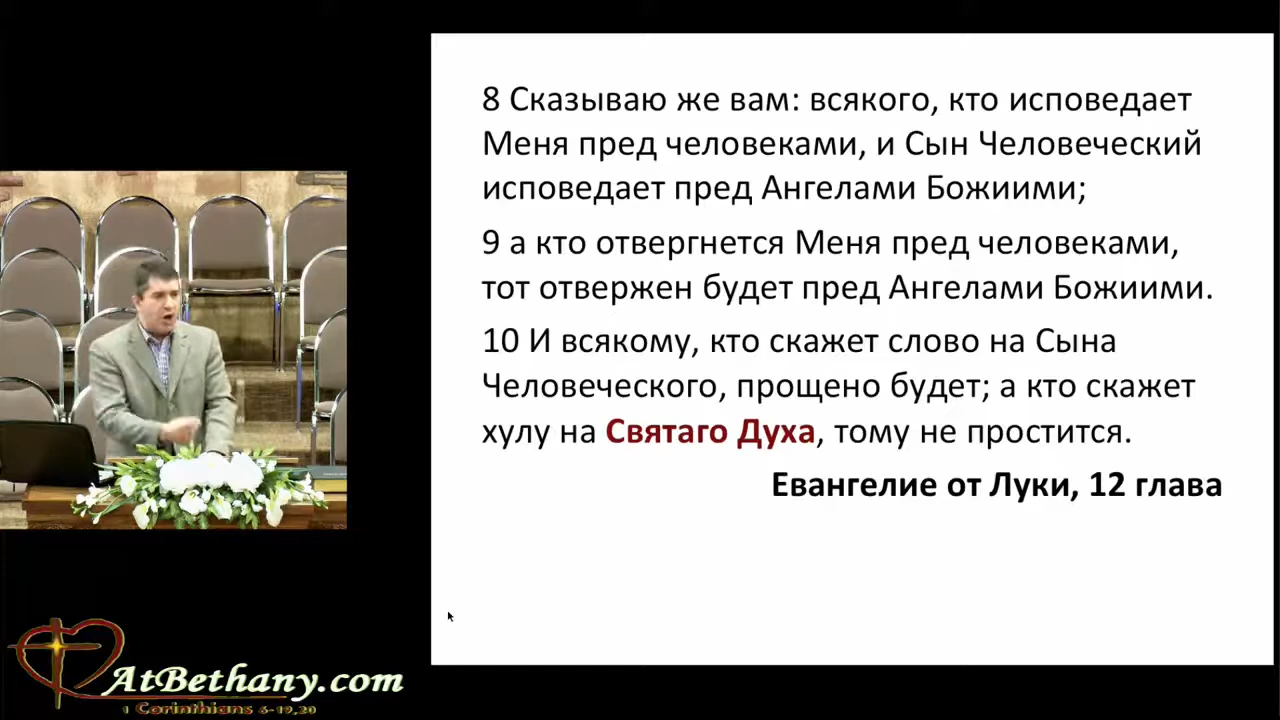 8 Сказываю же вам: всякого, кто исповедает
Меня пред человеками, и Сын Человеческий
исповедает пред Ангелами Божиими;
9 а кто отвергнется Меня пред человеками,
тот отвержен будет пред Ангелами Божиими.
10 И всякому, кто скажет слово на Сына
Человеческого, прощено будет; а кто скажет
хулу на Святаго Духа, тому не простится.
Евангелие от Луки, 12 глава
AtBethany.com
1 Corinthians 6-19,20